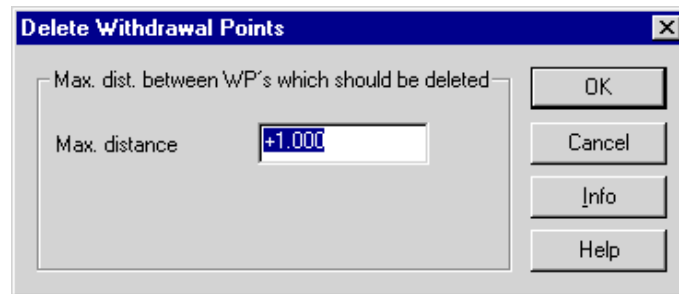 Delete Withdrawal Points
Max. dist. between WP´s which should be deleted
Max. distance
+1.000
OK
Cancel
Info
Help